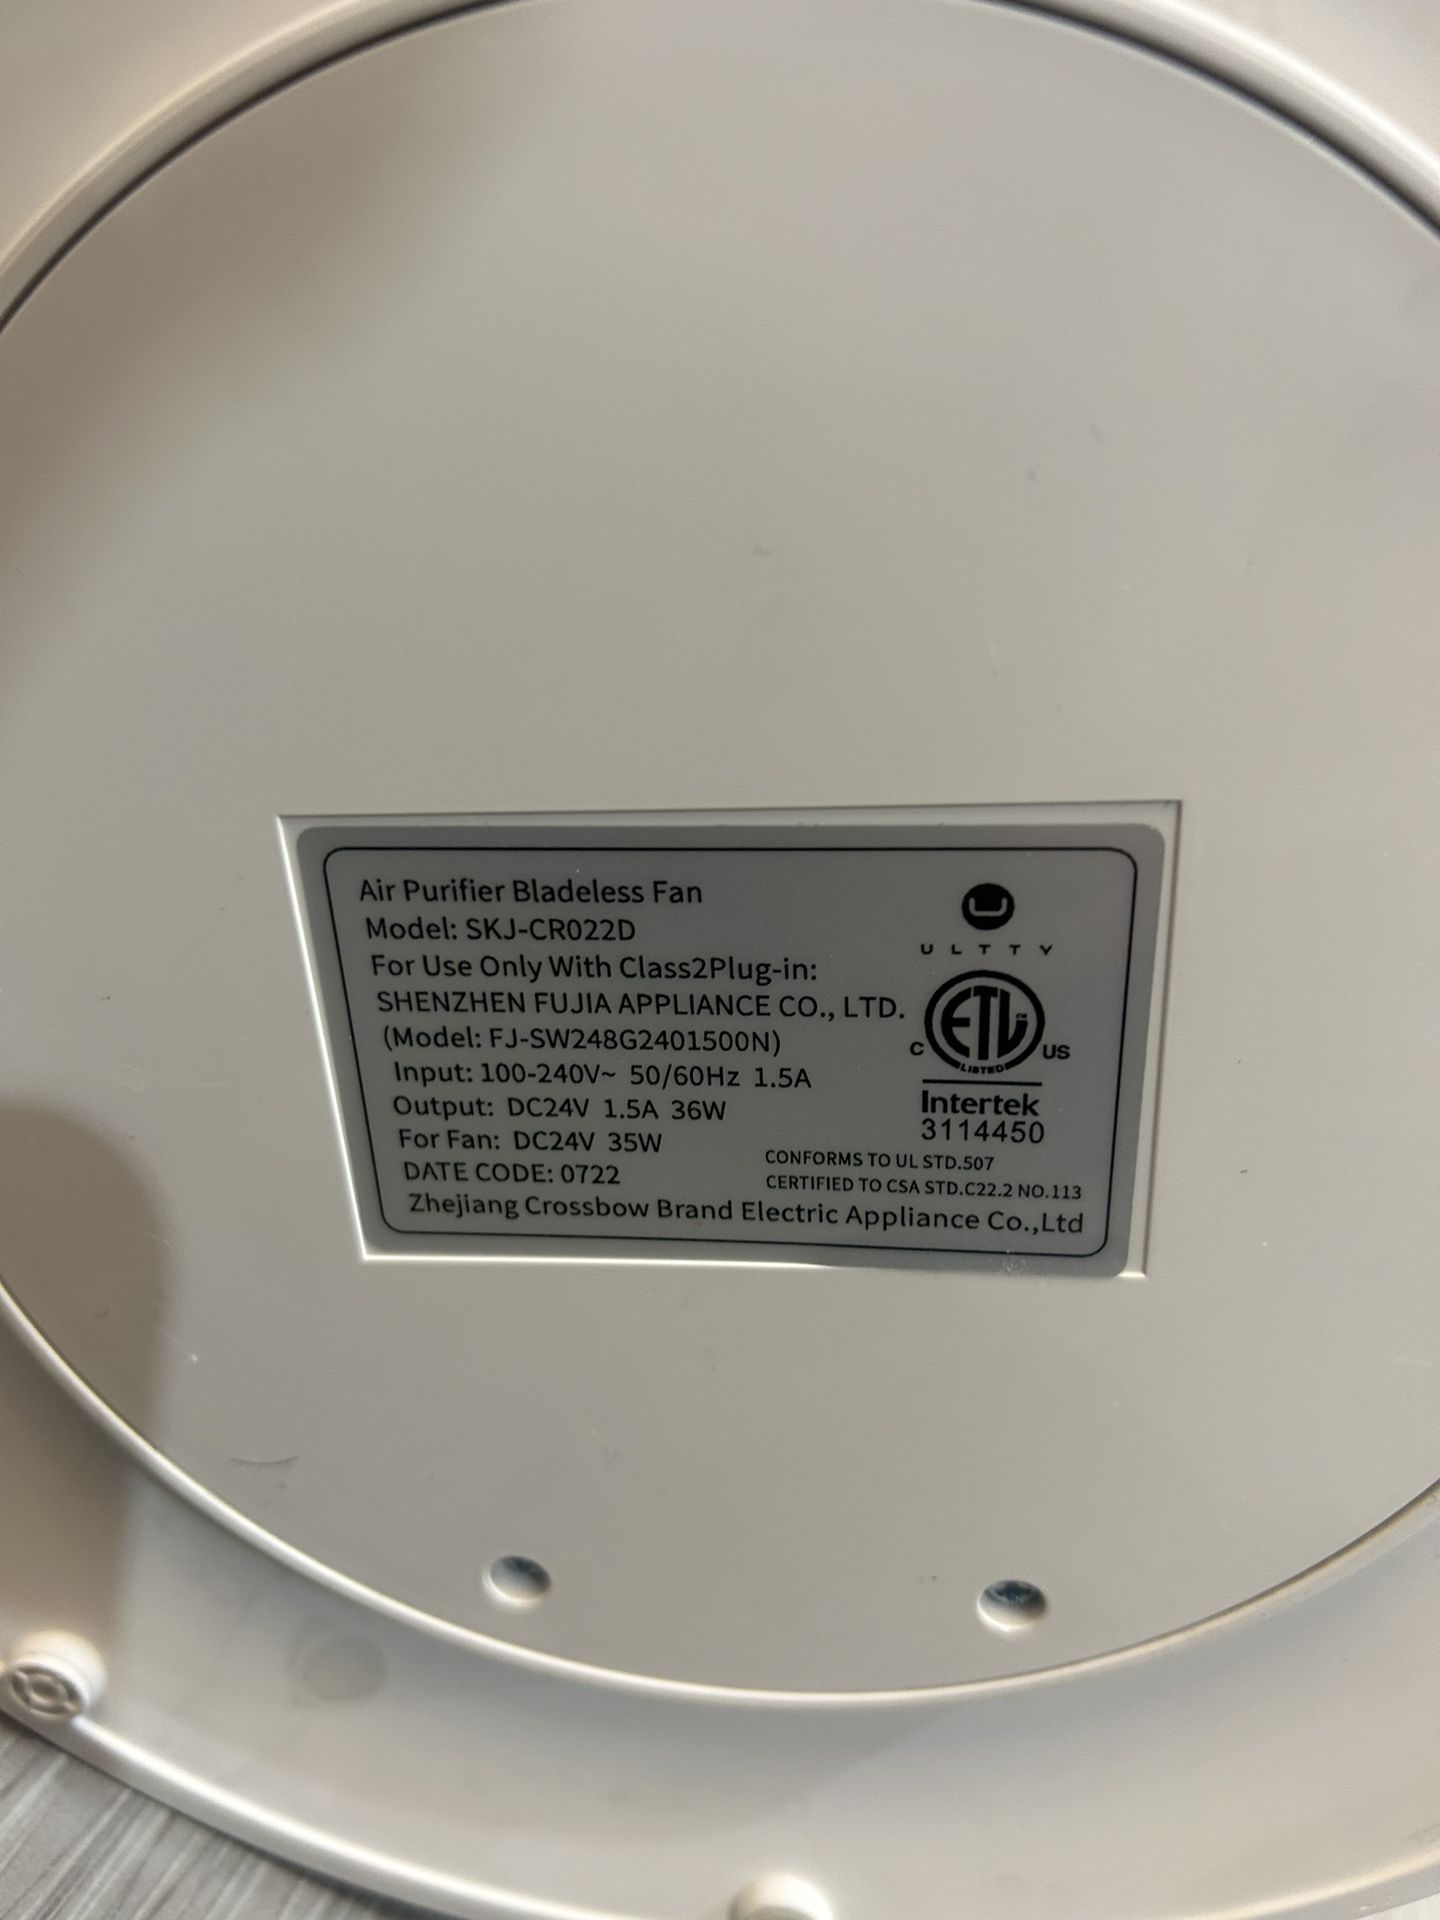 Air Purifier Bladeless Fan
Model: SKJ-CR022D
For Use Only With Class2Plug-in:
SHENZHEN FUJIA APPLIANCE CO., LTD.
(Model: FJ-SW248G2401500N)
Input: 100-240V~ 50/60Hz 1.5A
Output: DC24V 1.5A 36W
For Fan: DC24V 35W
DATE CODE: 0722
Zhejiang Crossbow Brand Electric Appliance Co.,Ltd
ULTTY
ETL
CM
C US
LISTED
Intertek
3114450
CONFORMS TO UL STD.507
CERTIFIED TO CSA STD.C22.2 NO.113